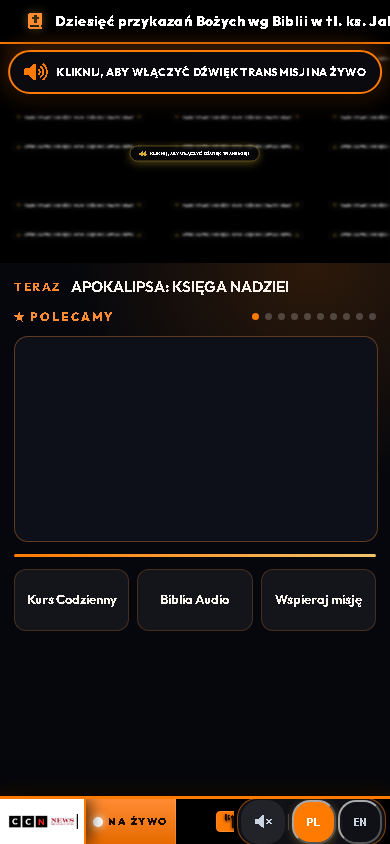 Dziesięć przykazań Bożych wg Biblii w tł. ks. Ja
KLIKNIJ, ABY WŁĄCZYĆ DŹWIĘK TRANSMISJI NA ŻYWO
TERAZ APOKALIPSA: KSIĘGA NADZIEI
★ POLECAMY
Kurs Codzienny
Biblia Audio
Wspieraj misję
CCN NEWS
NA ŻYWO
PL
EN